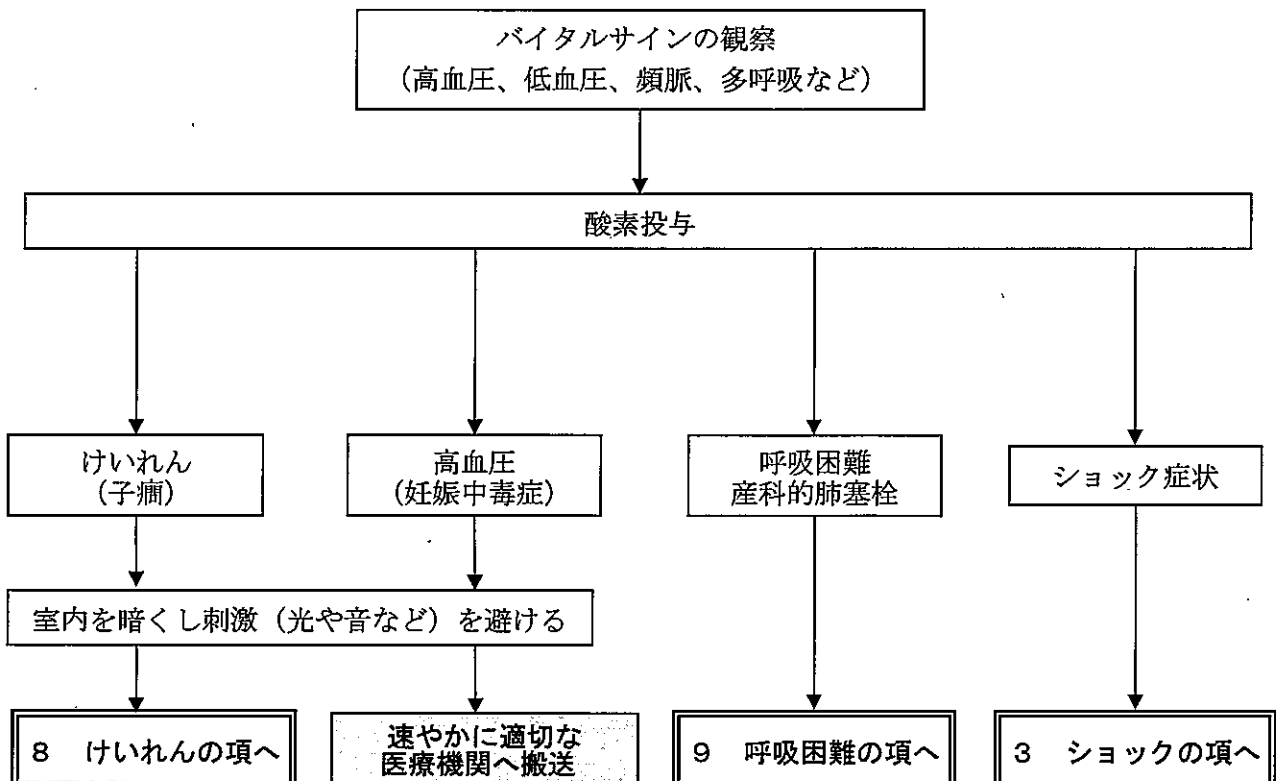 バイタルサインの観察
(高血圧、低血圧、頻脈、多呼吸など)
酸素投与
けいれん
(子癇)
高血圧
(妊娠中毒症)
呼吸困難
産科的肺塞栓
ショック症状
室内を暗くし刺激（光や音など）を避ける
8　けいれんの項へ
速やかに適切な
医療機関へ搬送
9　呼吸困難の項へ
3　ショックの項へ